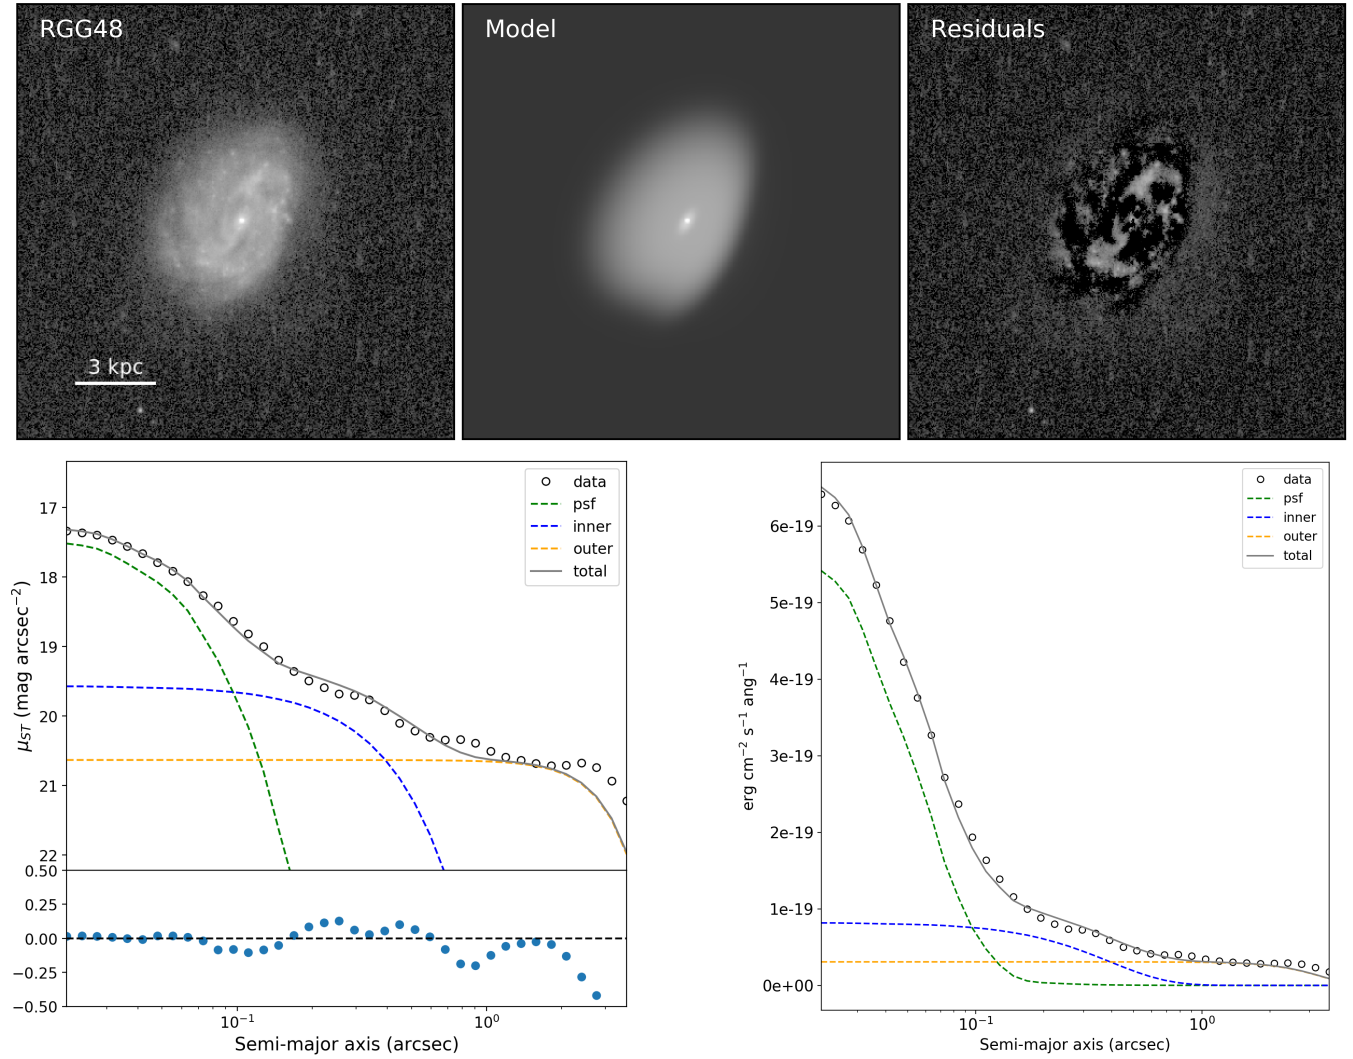 RGG48
Model
Residuals
3 kpc
17
18
19
20
21
22
0.50
0.25
0.00
−0.25
−0.50
μST (mag arcsec−2)
data
psf
inner
outer
total
10−1
100
Semi-major axis (arcsec)
6e-19
5e-19
4e-19
3e-19
2e-19
1e-19
0e+00
erg cm−2 s−1 ang−1
data
psf
inner
outer
total
10−1
100
Semi-major axis (arcsec)